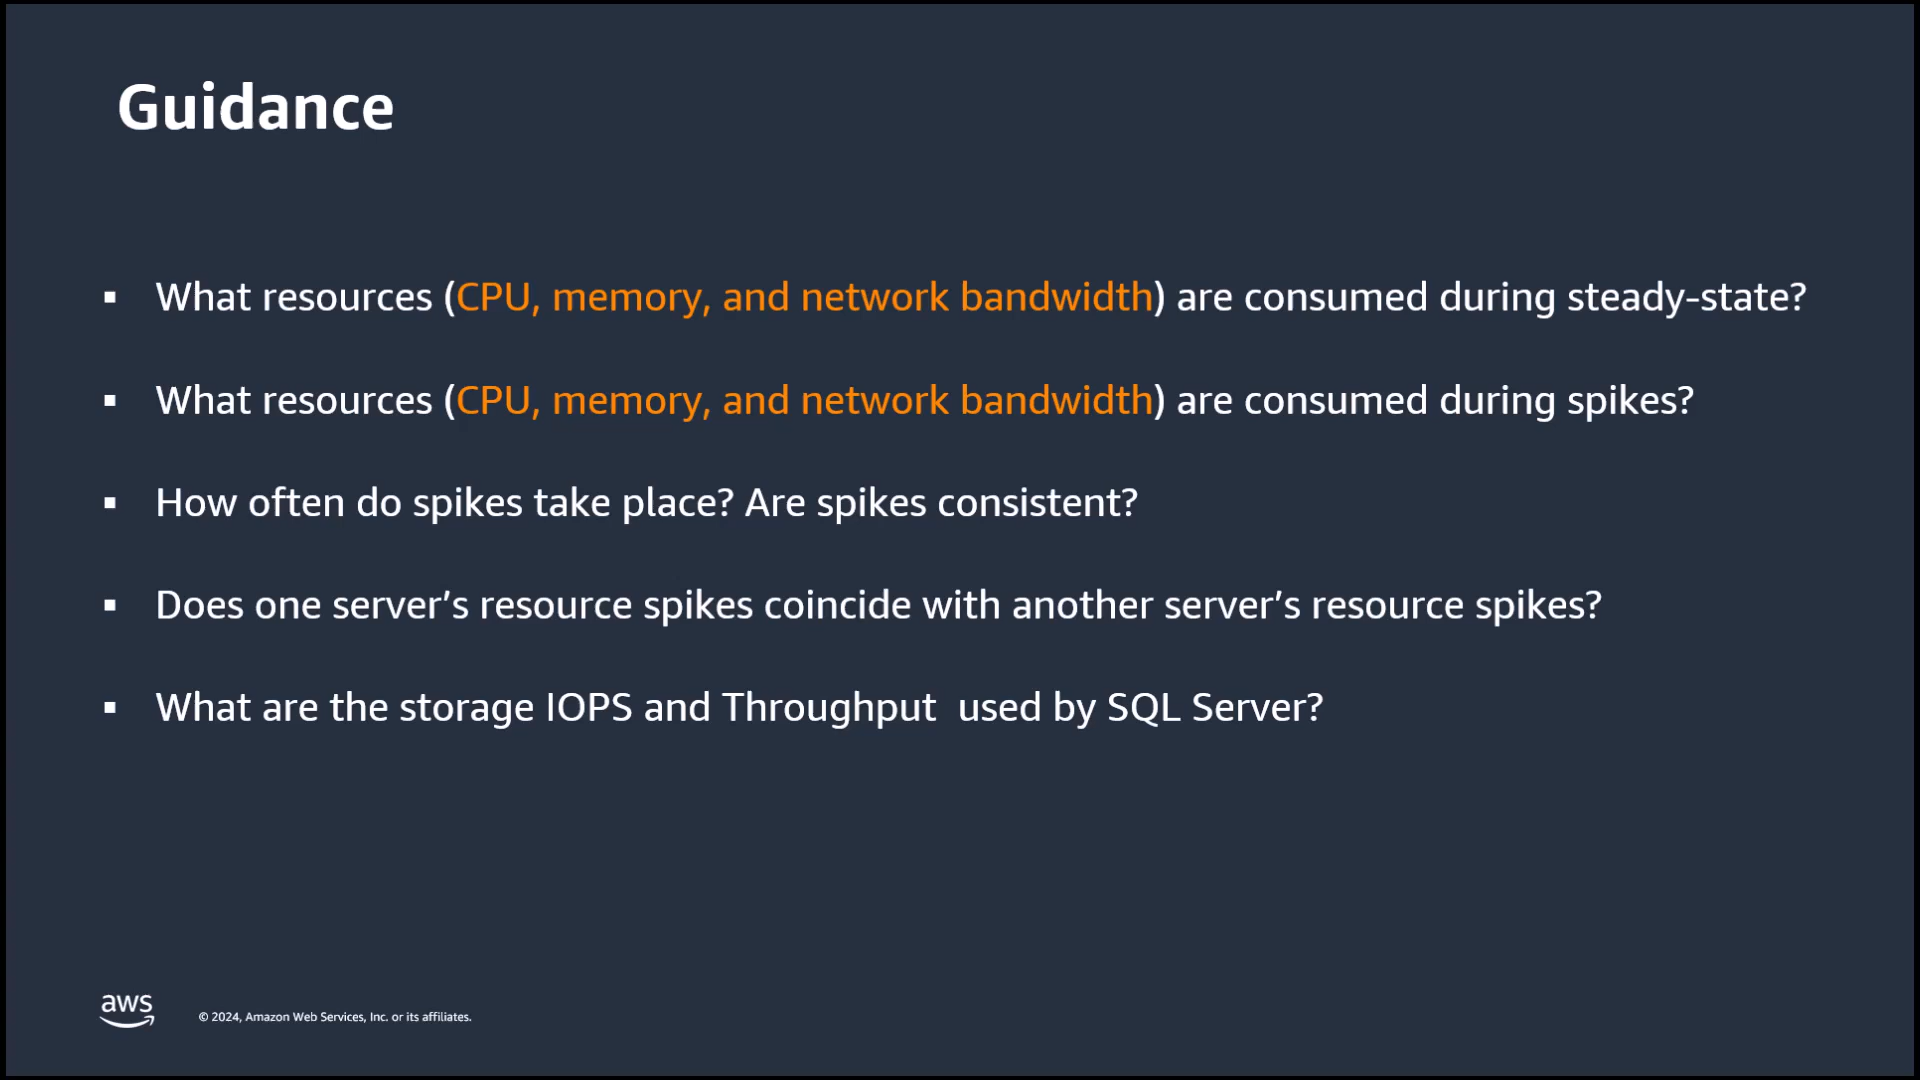 Guidance
▪ What resources (CPU, memory, and network bandwidth) are consumed during steady-state?
▪ What resources (CPU, memory, and network bandwidth) are consumed during spikes?
▪ How often do spikes take place? Are spikes consistent?
▪ Does one server’s resource spikes coincide with another server’s resource spikes?
▪ What are the storage IOPS and Throughput  used by SQL Server?
aws
© 2024, Amazon Web Services, Inc. or its affiliates.